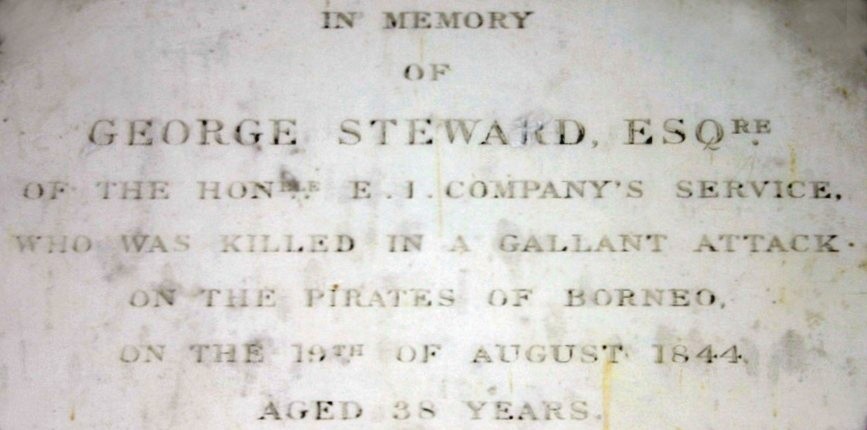 IN MEMORY
OF
GEORGE STEWARD, ESQRE
OF THE HONBLE E.I. COMPANY'S SERVICE,
WHO WAS KILLED IN A GALLANT ATTACK
ON THE PIRATES OF BORNEO,
ON THE 19TH OF AUGUST 1844,
AGED 38 YEARS.